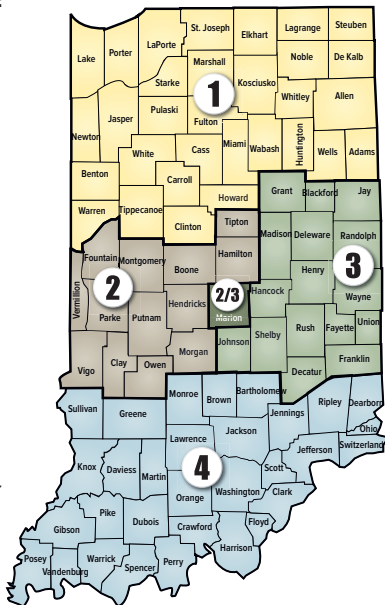 St. Joseph
Elkhart
Lagrange
Steuben
Lake
Porter
LaPorte
Noble
De Kalb
Marshall
Starke
Kosciusko
1
Whitley
Allen
Pulaski
Jasper
Fulton
Newton
Miami
Wabash
Huntington
Wells
Adams
White
Cass
Benton
Carroll
Howard
Warren
Tippecanoe
Clinton
Grant
Blackford
Jay
Tipton
Madison
Deleware
Randolph
Hamilton
Fountain
Montgomery
3
Boone
Henry
2
Vermillion
2/3
Hancock
Wayne
Hendricks
Parke
Putnam
Marion
Rush
Fayette
Union
Johnson
Shelby
Morgan
Franklin
Vigo
Clay
Owen
Decatur
Monroe
Brown
Bartholomew
Ripley
Dearborn
Sullivan
Greene
Jennings
Jackson
Ohio
Lawrence
Jefferson
Switzerland
Knox
Daviess
Martin
4
Scott
Orange
Washington
Clark
Pike
Gibson
Dubois
Crawford
Floyd
Harrison
Posey
Warrick
Perry
Spencer
Vandenburg